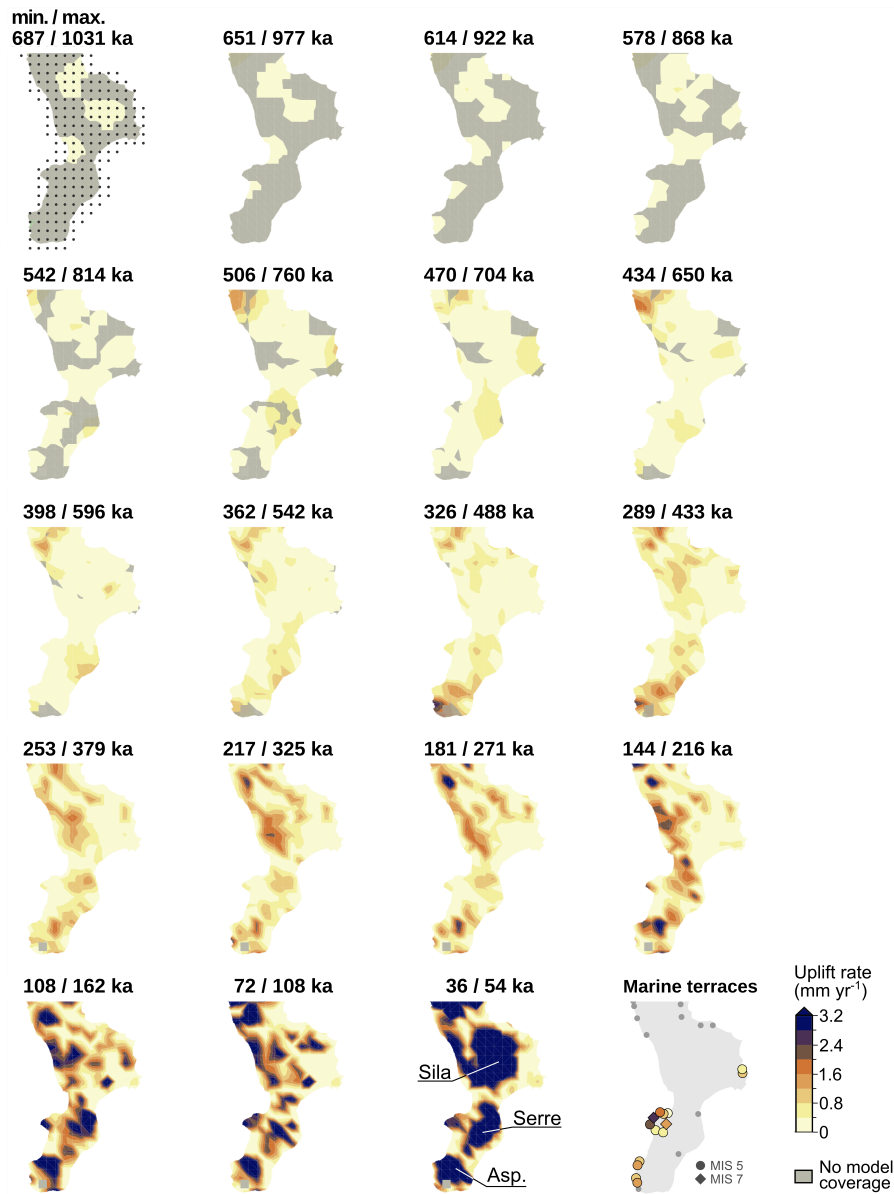 min. / max.
687 / 1031 ka
651 / 977 ka
614 / 922 ka
578 / 868 ka
542 / 814 ka
506 / 760 ka
470 / 704 ka
434 / 650 ka
398 / 596 ka
362 / 542 ka
326 / 488 ka
289 / 433 ka
253 / 379 ka
217 / 325 ka
181 / 271 ka
144 / 216 ka
108 / 162 ka
72 / 108 ka
36 / 54 ka
Sila
Serre
Asp.
Marine terraces
MIS 5
MIS 7
Uplift rate
(mm yr⁻¹)
3.2
2.4
1.6
0.8
0
No model
coverage